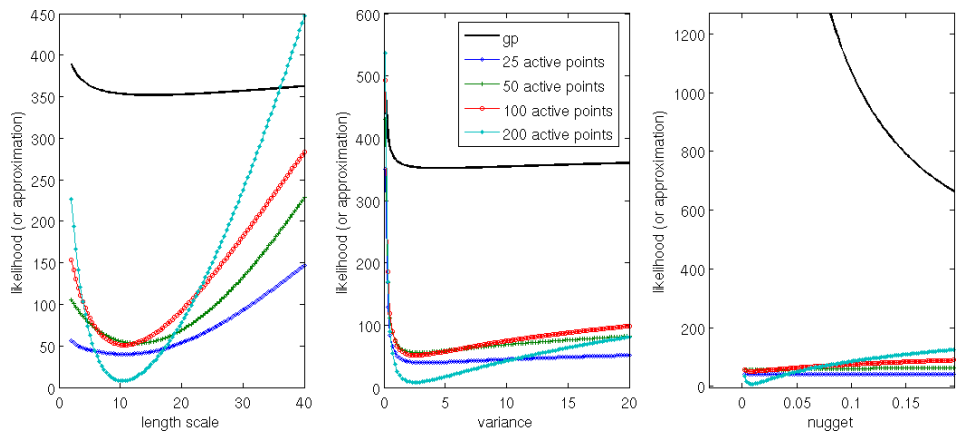 450
400
350
300
250
200
150
100
50
0
0 10 20 30 40
length scale
likelihood (or approximation)
600
500
400
300
200
100
0
0 5 10 15 20
variance
likelihood (or approximation)
gp
25 active points
50 active points
100 active points
200 active points
1200
1000
800
600
400
200
0
0 0.05 0.1 0.15
nugget
likelihood (or approximation)